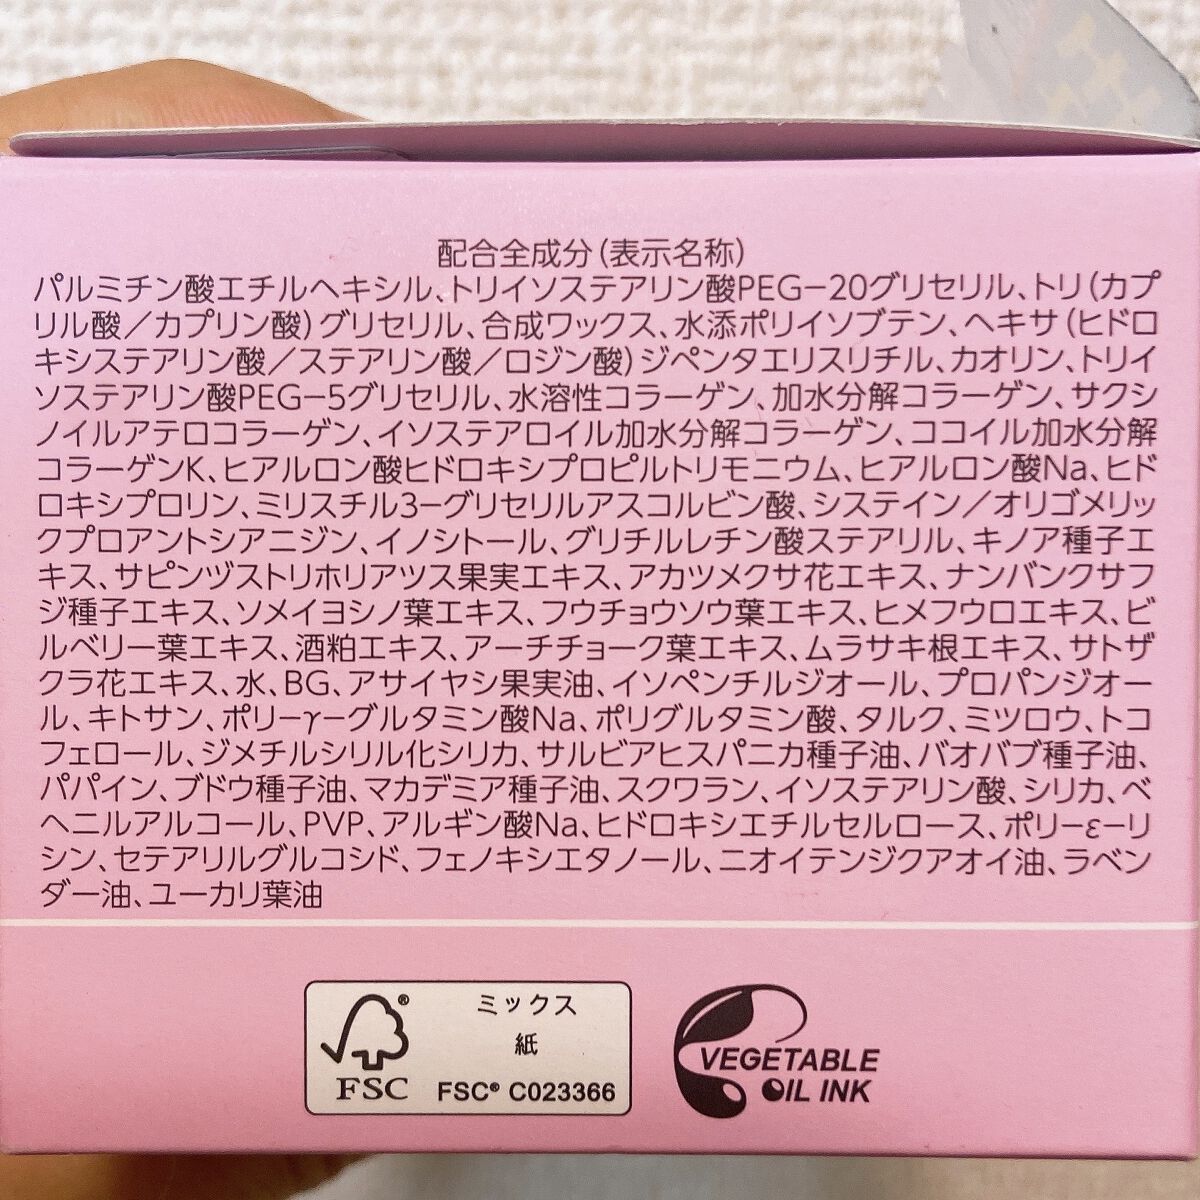 配合全成分(表示名称)
パルミチン酸エチルヘキシル、トリイソステアリン酸PEG-20グリセリル、トリ(カプ
リル酸/カプリン酸)グリセリル、合成ワックス、水添ポリイソブテン、ヘキサ(ヒドロ
キシステアリン酸/ステアリン酸/ロジン酸)ジペンタエリスリチル、カオリン、トリイ
ソステアリン酸PEG-5グリセリル、水溶性コラーゲン、加水分解コラーゲン、サクシ
ノイルアテロコラーゲン、イソステアロイル加水分解コラーゲン、ココイル加水分解
コラーゲンK、ヒアルロン酸ヒドロキシプロピルトリモニウム、ヒアルロン酸Na、ヒド
ロキシプロリン、ミリスチル3-グリセリルアスコルビン酸、システイン/オリゴメリッ
クプロアントシアニジン、イノシトール、グリチルレチン酸ステアリル、キノア種子エ
キス、サピンヅストリホリアツス果実エキス、アカツメクサ花エキス、ナンバンクサフ
ジ種子エキス、ソメイヨシノ葉エキス、フウチョウソウ葉エキス、ヒメフウロエキス、ビ
ルベリー葉エキス、酒粕エキス、アーチチョーク葉エキス、ムラサキ根エキス、サトザ
クラ花エキス、水、BG、アサイヤシ果実油、イソペンチルジオール、プロパンジオー
ル、キトサン、ポリ-γ-グルタミン酸Na、ポリグルタミン酸、タルク、ミツロウ、トコ
フェロール、ジメチルシリル化シリカ、サルビアヒスパニカ種子油、バオバブ種子油、
パパイン、ブドウ種子油、マカデミア種子油、スクワラン、イソステアリン酸、シリカ、ベ
ヘニルアルコール、PVP、アルギン酸Na、ヒドロキシエチルセルロース、ポリ-ε-リ
シン、セテアリルグルコシド、フェノキシエタノール、ニオイテンジクアオイ油、ラベン
ダー油、ユーカリ葉油
ミックス
紙
FSC
FSC® C023366
VEGETABLE
OIL INK